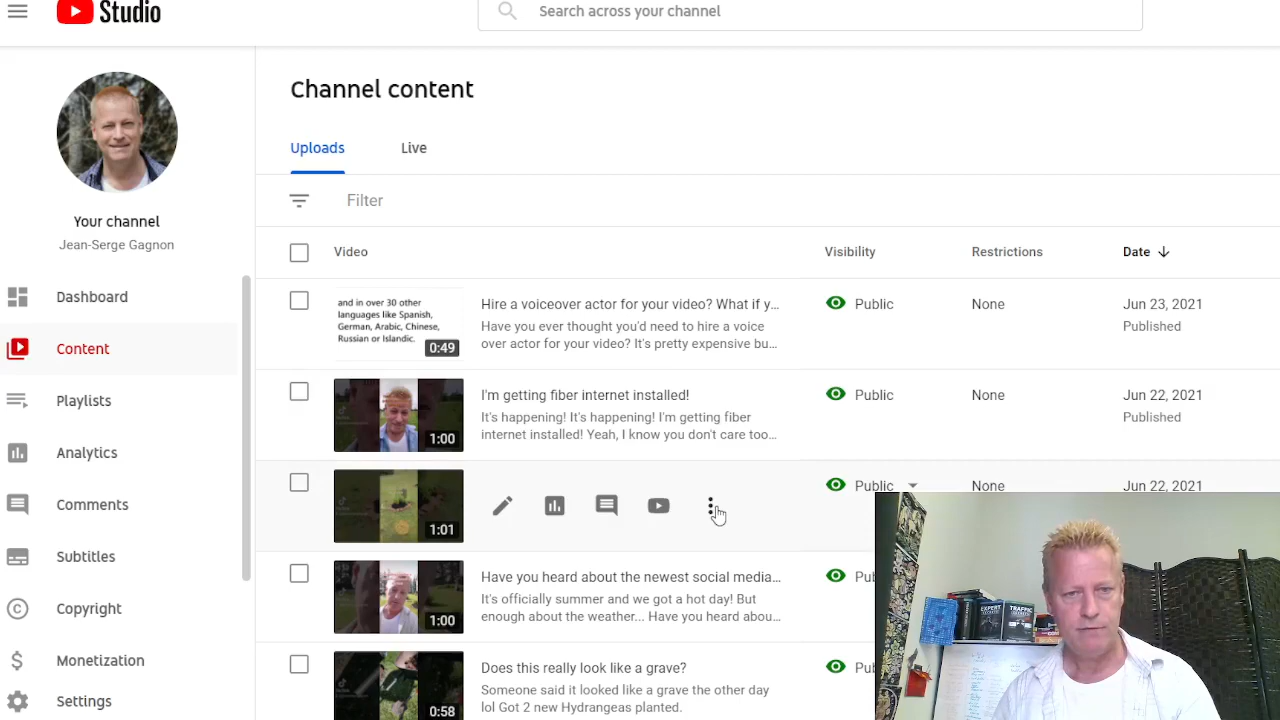 Studio
Search across your channel
Channel content
Uploads
Live
Filter
Your channel
Jean-Serge Gagnon
Dashboard
Content
Playlists
Analytics
Comments
Subtitles
Copyright
Monetization
Settings
Video
Visibility
Restrictions
Date
and in over 30 other
languages like Spanish,
German, Arabic, Chinese,
Russian or Islandic.
0:49
Hire a voiceover actor for your video? What if y…
Have you ever thought you'd need to hire a voice
over actor for your video? It's pretty expensive bu…
Public
None
Jun 23, 2021
Published
1:00
I'm getting fiber internet installed!
It's happening! It's happening! I'm getting fiber
internet installed! Yeah, I know you don't care too…
Public
None
Jun 22, 2021
Published
1:01
Public
None
Jun 22, 2021
1:00
Have you heard about the newest social media…
It's officially summer and we got a hot day! But
enough about the weather... Have you heard abou…
Pu
0:58
Does this really look like a grave?
Someone said it looked like a grave the other day
lol Got 2 new Hydrangeas planted.
Pu
EXPERT
TRAFFIC